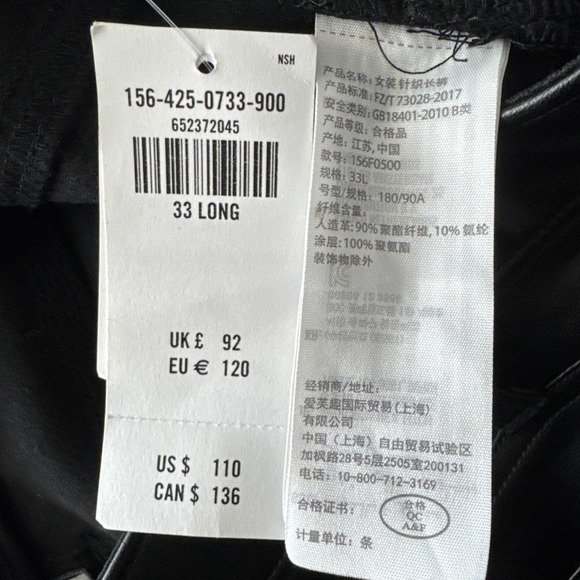 NSH
156-425-0733-900
652372045
33 LONG
UK £ 92
EU € 120
US $ 110
CAN $ 136
产品名称: 女装 针织长裤
产品标准: FZ/T 73028-2017
安全类别: GB18401-2010 B类
产品等级: 合格品
产地: 江苏, 中国
款号: 156F0500
规格: 33L
号型/规格: 180/90A
纤维含量:
人造革: 90% 聚酯纤维, 10% 氨纶
涂层: 100% 聚氨酯
装饰物除外
经销商/地址:
爱芙趣国际贸易(上海)
有限公司
中国（上海）自由贸易试验区
加枫路28号5层2505室200131
电话: 10-800-712-3169
合格证书:
合格
QC
A&F
计量单位: 条